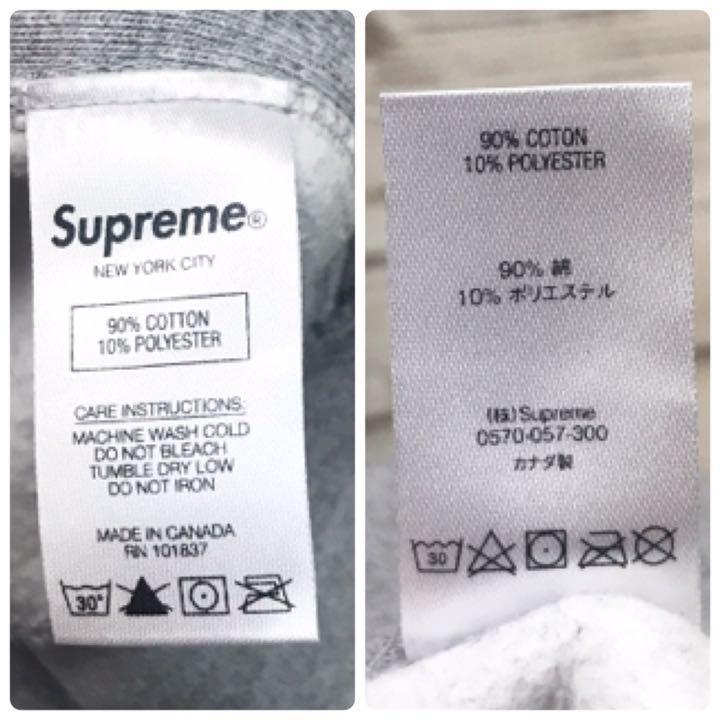 Supreme®
NEW YORK CITY
90% COTTON
10% POLYESTER
CARE INSTRUCTIONS:
MACHINE WASH COLD
DO NOT BLEACH
TUMBLE DRY LOW
DO NOT IRON
MADE IN CANADA
RN 101837
30°
90% COTON
10% POLYESTER
90% 綿
10% ポリエステル
(株)Supreme
0570-057-300
カナダ製
30